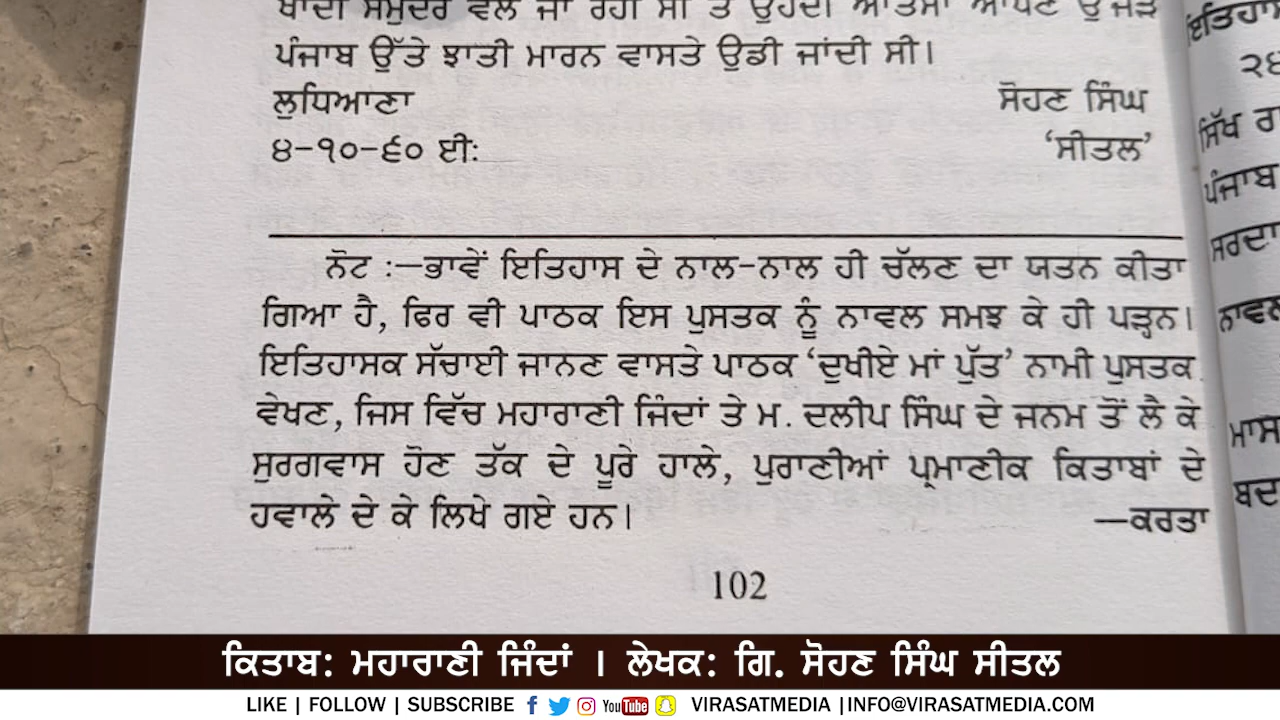 ਪੰਜਾਬ ਉੱਤੇ ਝਾਤੀ ਮਾਰਨ ਵਾਸਤੇ ਉਡੀ ਜਾਂਦੀ ਸੀ।
ਲੁਧਿਆਣਾ ਸੋਹਣ ਸਿੰਘ
੪-੧੦-੬੦ ਈ: ‘ਸੀਤਲ’
ਨੋਟ :—ਭਾਵੇਂ ਇਤਿਹਾਸ ਦੇ ਨਾਲ-ਨਾਲ ਹੀ ਚੱਲਣ ਦਾ ਯਤਨ ਕੀਤਾ
ਗਿਆ ਹੈ, ਫਿਰ ਵੀ ਪਾਠਕ ਇਸ ਪੁਸਤਕ ਨੂੰ ਨਾਵਲ ਸਮਝ ਕੇ ਹੀ ਪੜ੍ਹਨ।
ਇਤਿਹਾਸਕ ਸੱਚਾਈ ਜਾਨਣ ਵਾਸਤੇ ਪਾਠਕ ‘ਦੁਖੀਏ ਮਾਂ ਪੁੱਤ’ ਨਾਮੀ ਪੁਸਤਕ
ਵੇਖਣ, ਜਿਸ ਵਿੱਚ ਮਹਾਰਾਣੀ ਜਿੰਦਾਂ ਤੇ ਮ. ਦਲੀਪ ਸਿੰਘ ਦੇ ਜਨਮ ਤੋਂ ਲੈ ਕੇ
ਸੁਰਗਵਾਸ ਹੋਣ ਤੱਕ ਦੇ ਪੂਰੇ ਹਾਲੇ, ਪੁਰਾਣੀਆਂ ਪ੍ਰਮਾਣੀਕ ਕਿਤਾਬਾਂ ਦੇ
ਹਵਾਲੇ ਦੇ ਕੇ ਲਿਖੇ ਗਏ ਹਨ। —ਕਰਤਾ
102
ਸਿੱਖ
ਪੰਜਾਬ
ਕਿਤਾਬ: ਮਹਾਰਾਣੀ ਜਿੰਦਾਂ । ਲੇਖਕ: ਗਿ. ਸੋਹਣ ਸਿੰਘ ਸੀਤਲ
LIKE | FOLLOW | SUBSCRIBE YouTube VIRASATMEDIA |INFO@VIRASATMEDIA.COM